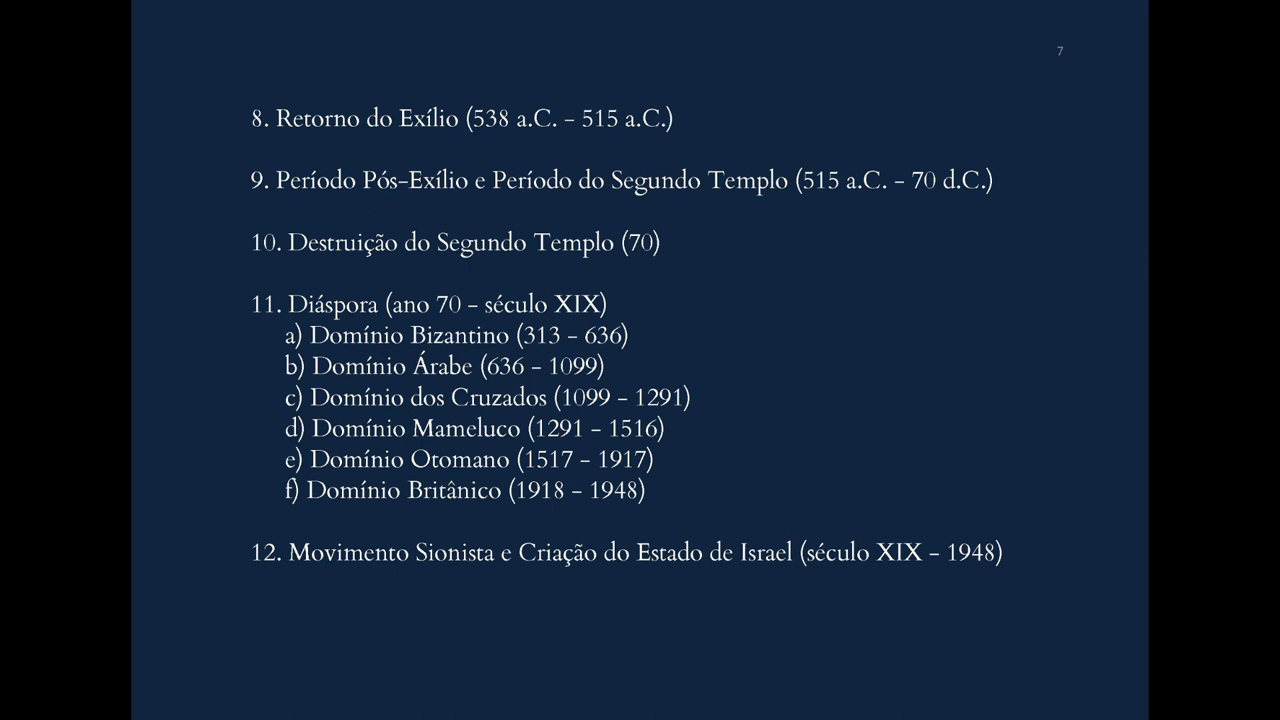 7
8. Retorno do Exílio (538 a.C. – 515 a.C.)
9. Período Pós-Exílio e Período do Segundo Templo (515 a.C. – 70 d.C.)
10. Destruição do Segundo Templo (70)
11. Diáspora (ano 70 – século XIX)
a) Domínio Bizantino (313 – 636)
b) Domínio Árabe (636 – 1099)
c) Domínio dos Cruzados (1099 – 1291)
d) Domínio Mameluco (1291 – 1516)
e) Domínio Otomano (1517 – 1917)
f) Domínio Britânico (1918 – 1948)
12. Movimento Sionista e Criação do Estado de Israel (século XIX – 1948)